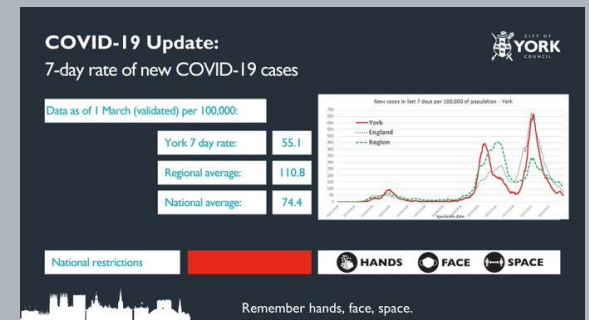 COVID-19 Update:
7-day rate of new COVID-19 cases
CITY OF
YORK
COUNCIL
Data as of 1 March (validated) per 100,000:
York 7 day rate: 55.1
Regional average: 110.8
National average: 74.4
New cases in last 7 days per 100,000 of population - York
York
England
Region
Specimen date
National restrictions
HANDS FACE SPACE
Remember hands, face, space.